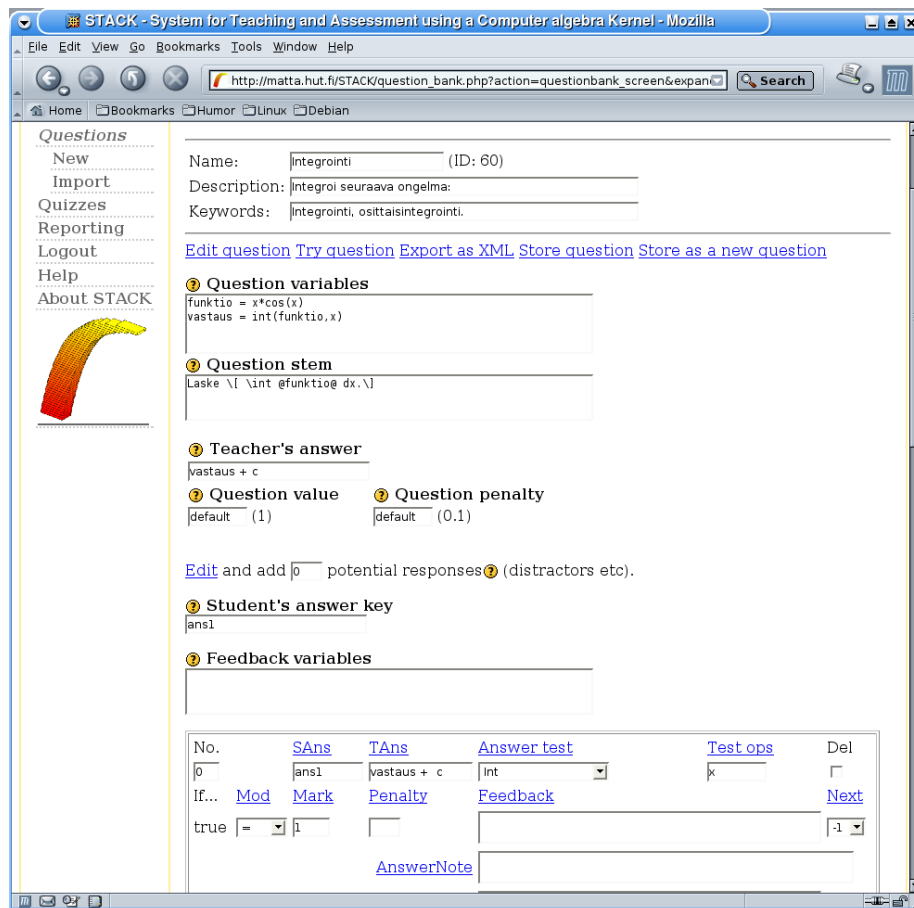 STACK - System for Teaching and Assessment using a Computer algebra Kernel - Mozilla
File Edit View Go Bookmarks Tools Window Help
http://matta.hut.fi/STACK/question_bank.php?action=questionbank_screen&expan Search
Home Bookmarks Humor Linux Debian
Questions
New
Import
Quizzes
Reporting
Logout
Help
About STACK
Name: Integrointi (ID: 60)
Description: Integroi seuraava ongelma:
Keywords: Integrointi, osittaisintegrointi.
Edit question Try question Export as XML Store question Store as a new question
Question variables
funktio = x*cos(x)
vastaus = int(funktio,x)
Question stem
Laske \[ \int @funktio@ dx.\]
Teacher's answer
vastaus + c
Question value Question penalty
default (1) default (0.1)
Edit and add 0 potential responses (distractors etc).
Student's answer key
ans1
Feedback variables
No. SAns TAns Answer test Test ops Del
0 ans1 vastaus + c Int x
If... Mod Mark Penalty Feedback Next
true = 1 -1
AnswerNote